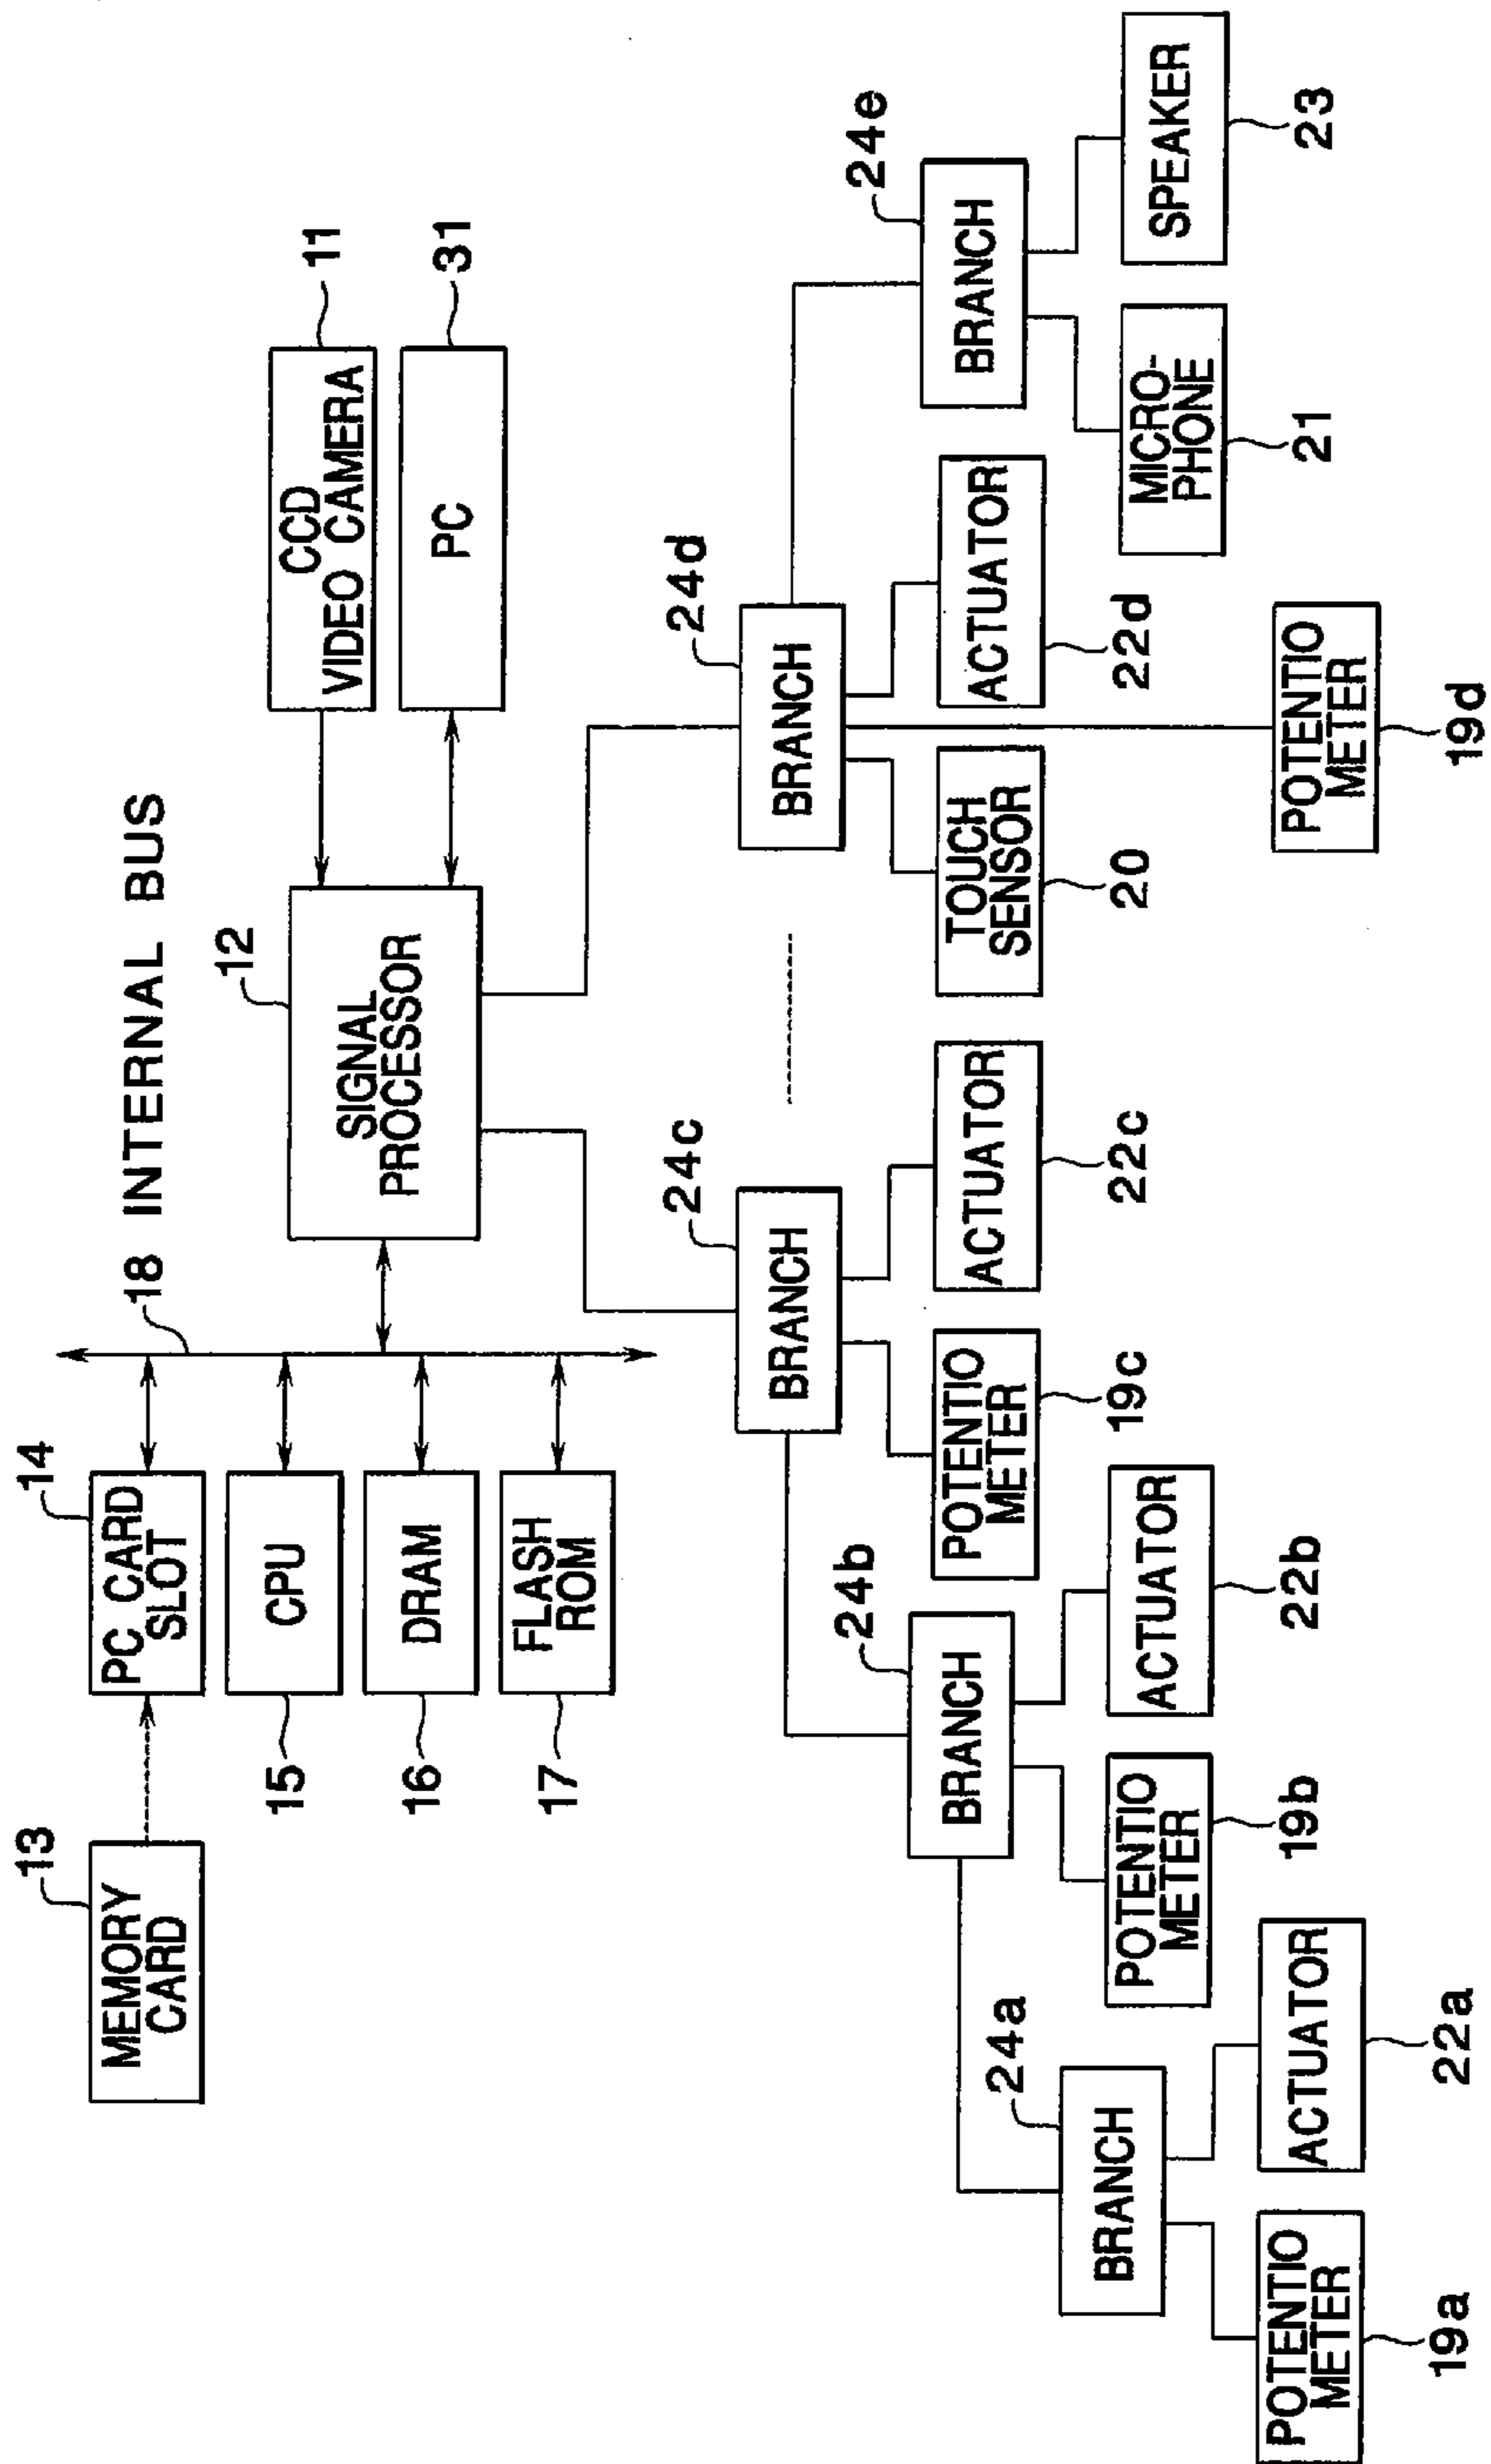 13
MEMORY
CARD
14
PC CARD
SLOT
15
CPU
16
DRAM
17
FLASH
ROM
18 INTERNAL BUS
12
SIGNAL
PROCESSOR
CCD
VIDEO CAMERA
11
PC
31
24c
BRANCH
24d
BRANCH
24b
BRANCH
POTENTIO
METER
19c
ACTUATOR
22c
TOUCH
SENSOR
20
ACTUATOR
22d
24e
BRANCH
24a
BRANCH
POTENTIO
METER
19b
ACTUATOR
22b
MICRO-
PHONE
21
SPEAKER
23
POTENTIO
METER
19a
ACTUATOR
22a
POTENTIO
METER
19d